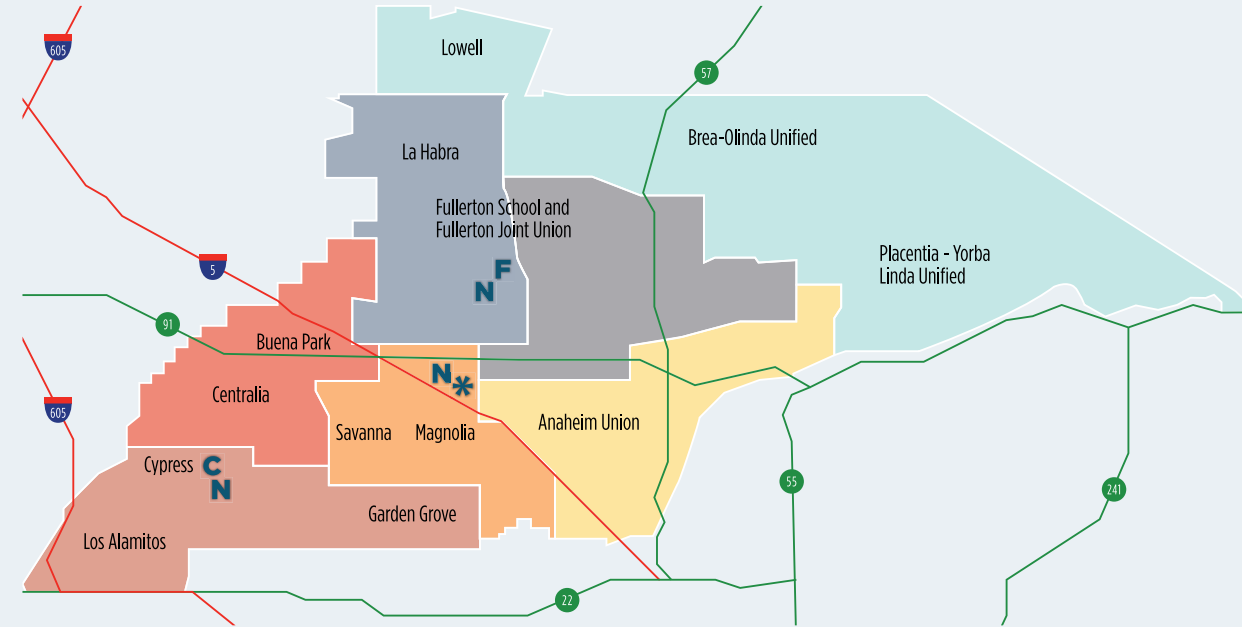 605
Lowell
57
Brea-Olinda Unified
La Habra
Fullerton School and
Fullerton Joint Union
Placentia - Yorba
Linda Unified
5
F
N
91
Buena Park
N
*
Centralia
605
Savanna
Magnolia
Anaheim Union
Cypress
C
N
55
241
Garden Grove
Los Alamitos
22